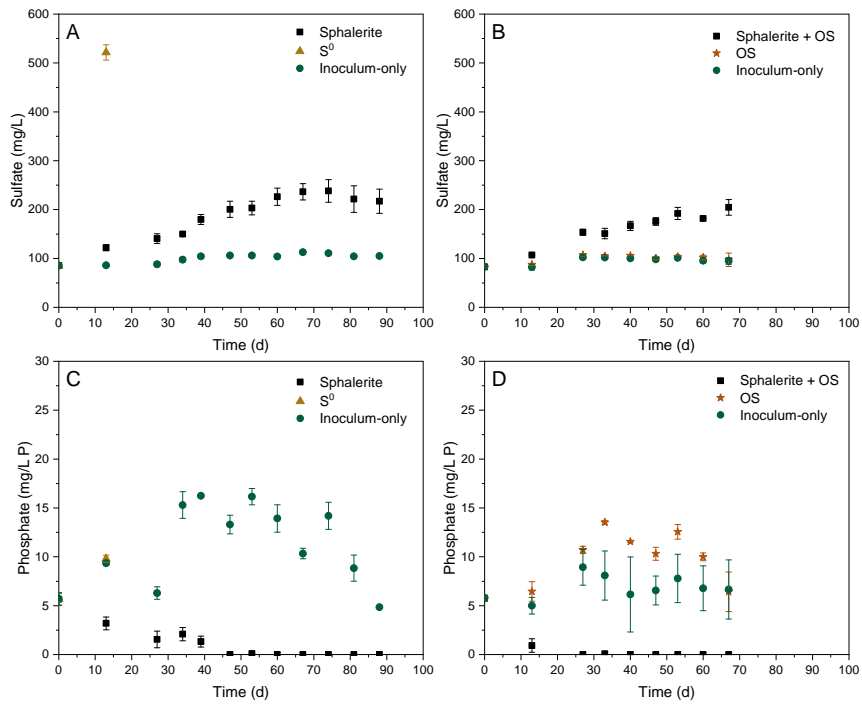 A
Sphalerite
S⁰
Inoculum-only
600
500
400
300
200
100
0
Sulfate (mg/L)
0 10 20 30 40 50 60 70 80 90 100
Time (d)
B
Sphalerite + OS
OS
Inoculum-only
600
500
400
300
200
100
0
Sulfate (mg/L)
0 10 20 30 40 50 60 70 80 90 100
Time (d)
C
Sphalerite
S⁰
Inoculum-only
30
25
20
15
10
5
0
Phosphate (mg/L P)
0 10 20 30 40 50 60 70 80 90 100
Time (d)
D
Sphalerite + OS
OS
Inoculum-only
30
25
20
15
10
5
0
Phosphate (mg/L P)
0 10 20 30 40 50 60 70 80 90 100
Time (d)